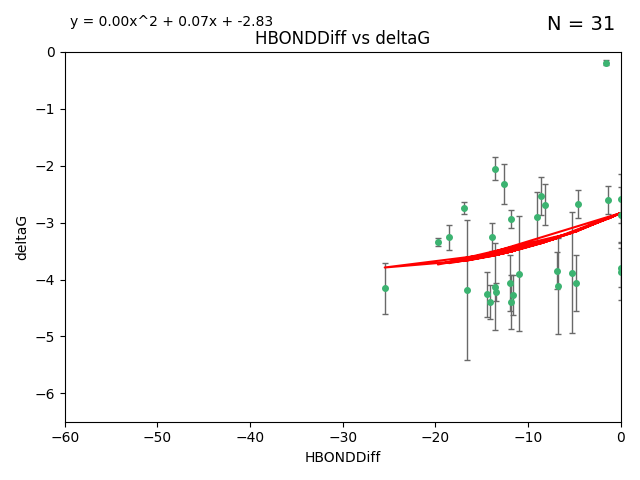 y = 0.00x^2 + 0.07x + -2.83
N = 31
HBONDDiff vs deltaG
0
−1
−2
−3
−4
−5
−6
deltaG
−60 −50 −40 −30 −20 −10 0
HBONDDiff